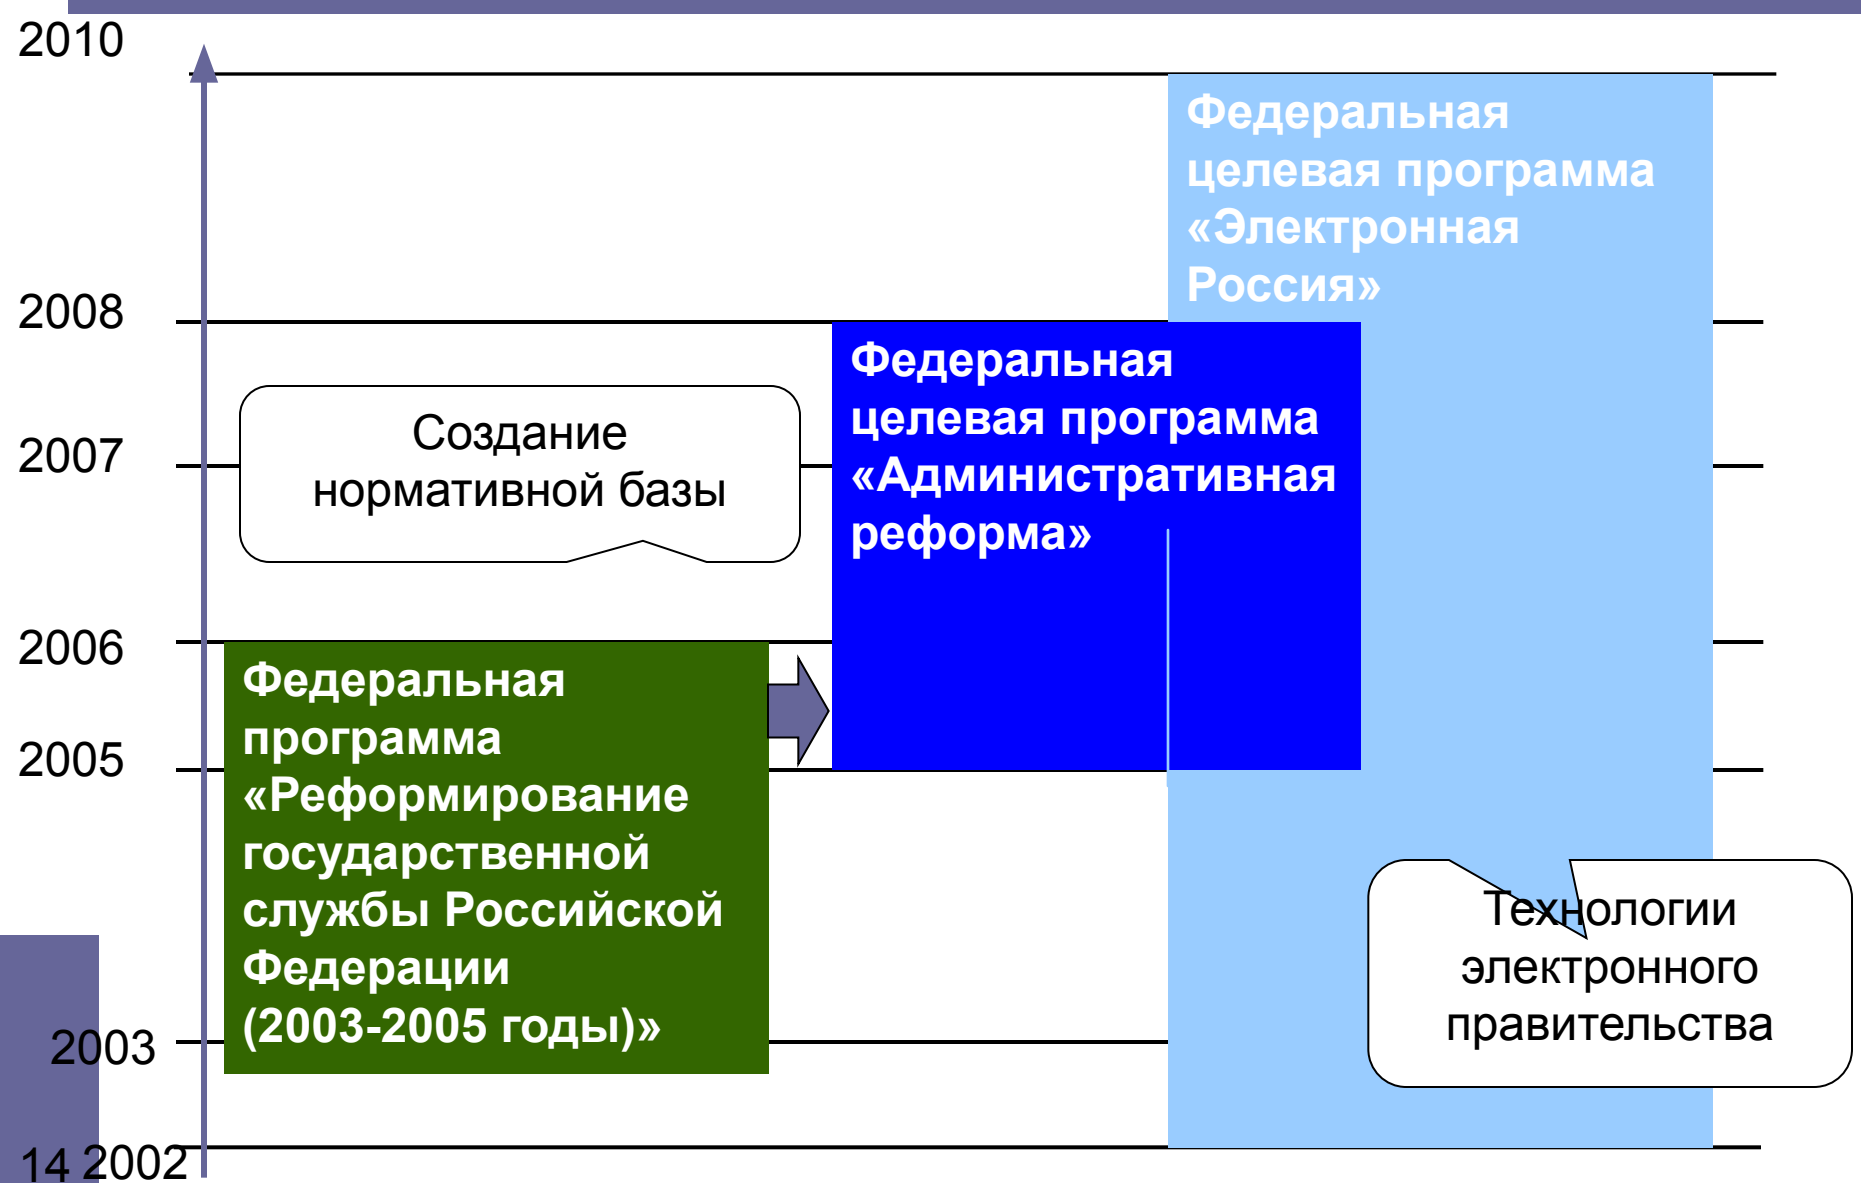 2010
Федеральная
целевая программа
«Электронная
Россия»
2008
Федеральная
целевая программа
«Административная
реформа»
Создание
нормативной базы
2007
2006
Федеральная
программа
«Реформирование
государственной
службы Российской
Федерации
(2003-2005 годы)»
2005
Технологии
электронного
правительства
2003
14
2002